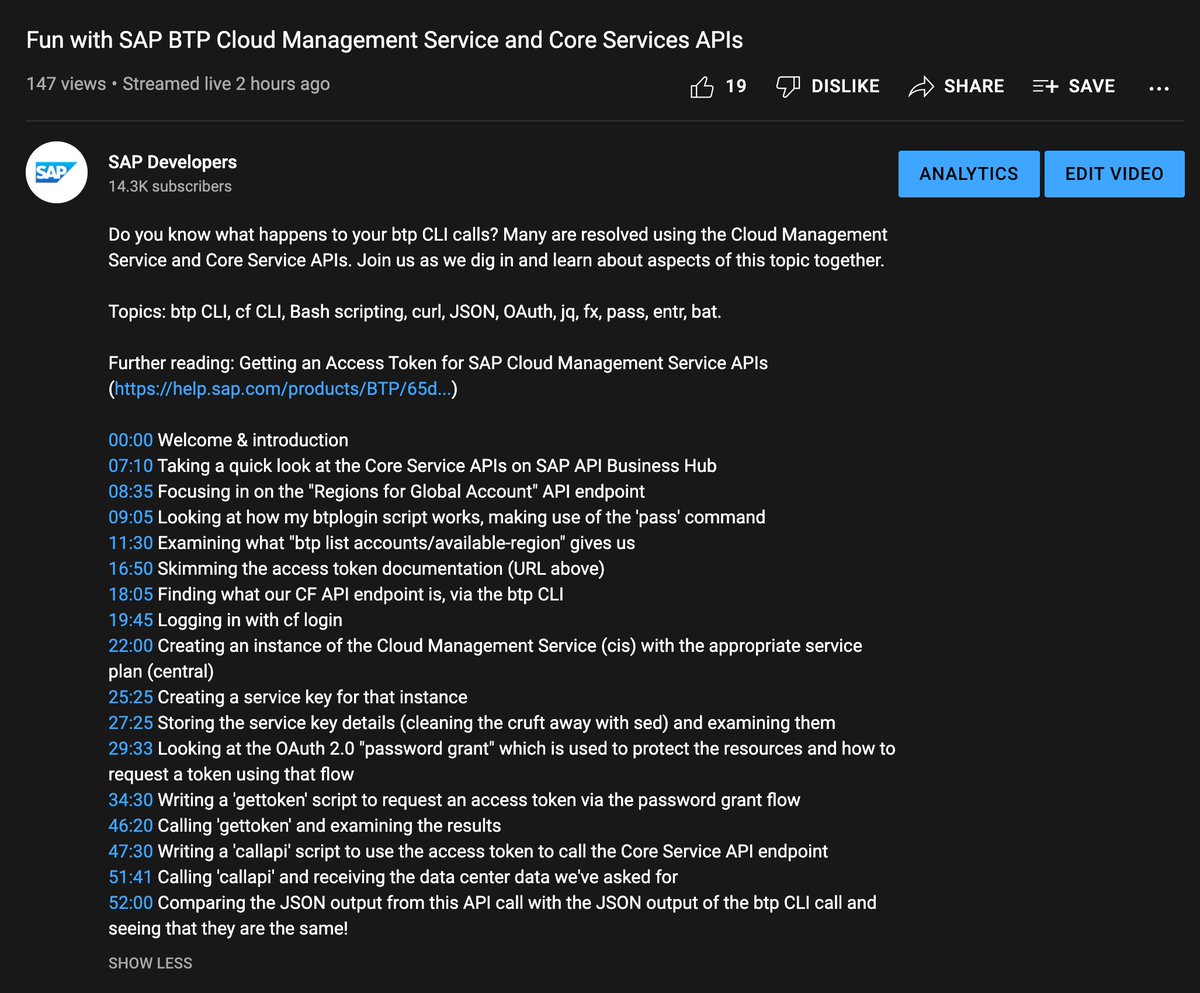 Fun with SAP BTP Cloud Management Service and Core Services APIs
147 views • Streamed live 2 hours ago
19 DISLIKE SHARE SAVE ...
SAP
SAP Developers
14.3K subscribers
ANALYTICS EDIT VIDEO
Do you know what happens to your btp CLI calls? Many are resolved using the Cloud Management
Service and Core Service APIs. Join us as we dig in and learn about aspects of this topic together.
Topics: btp CLI, cf CLI, Bash scripting, curl, JSON, OAuth, jq, fx, pass, entr, bat.
Further reading: Getting an Access Token for SAP Cloud Management Service APIs
(https://help.sap.com/products/BTP/65d...)
00:00 Welcome & introduction
07:10 Taking a quick look at the Core Service APIs on SAP API Business Hub
08:35 Focusing in on the "Regions for Global Account" API endpoint
09:05 Looking at how my btplogin script works, making use of the 'pass' command
11:30 Examining what "btp list accounts/available-region" gives us
16:50 Skimming the access token documentation (URL above)
18:05 Finding what our CF API endpoint is, via the btp CLI
19:45 Logging in with cf login
22:00 Creating an instance of the Cloud Management Service (cis) with the appropriate service
plan (central)
25:25 Creating a service key for that instance
27:25 Storing the service key details (cleaning the cruft away with sed) and examining them
29:33 Looking at the OAuth 2.0 "password grant" which is used to protect the resources and how to
request a token using that flow
34:30 Writing a 'gettoken' script to request an access token via the password grant flow
46:20 Calling 'gettoken' and examining the results
47:30 Writing a 'callapi' script to use the access token to call the Core Service API endpoint
51:41 Calling 'callapi' and receiving the data center data we've asked for
52:00 Comparing the JSON output from this API call with the JSON output of the btp CLI call and
seeing that they are the same!
SHOW LESS